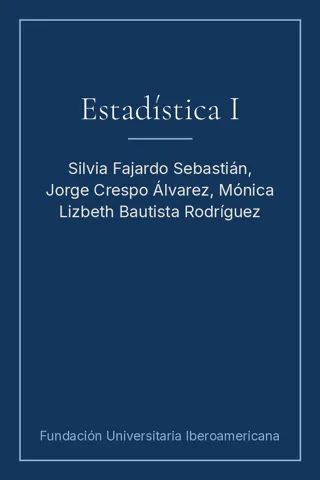 Estadística I
Silvia Fajardo Sebastián,
Jorge Crespo Álvarez, Mónica
Lizbeth Bautista Rodríguez
Fundación Universitaria Iberoamericana